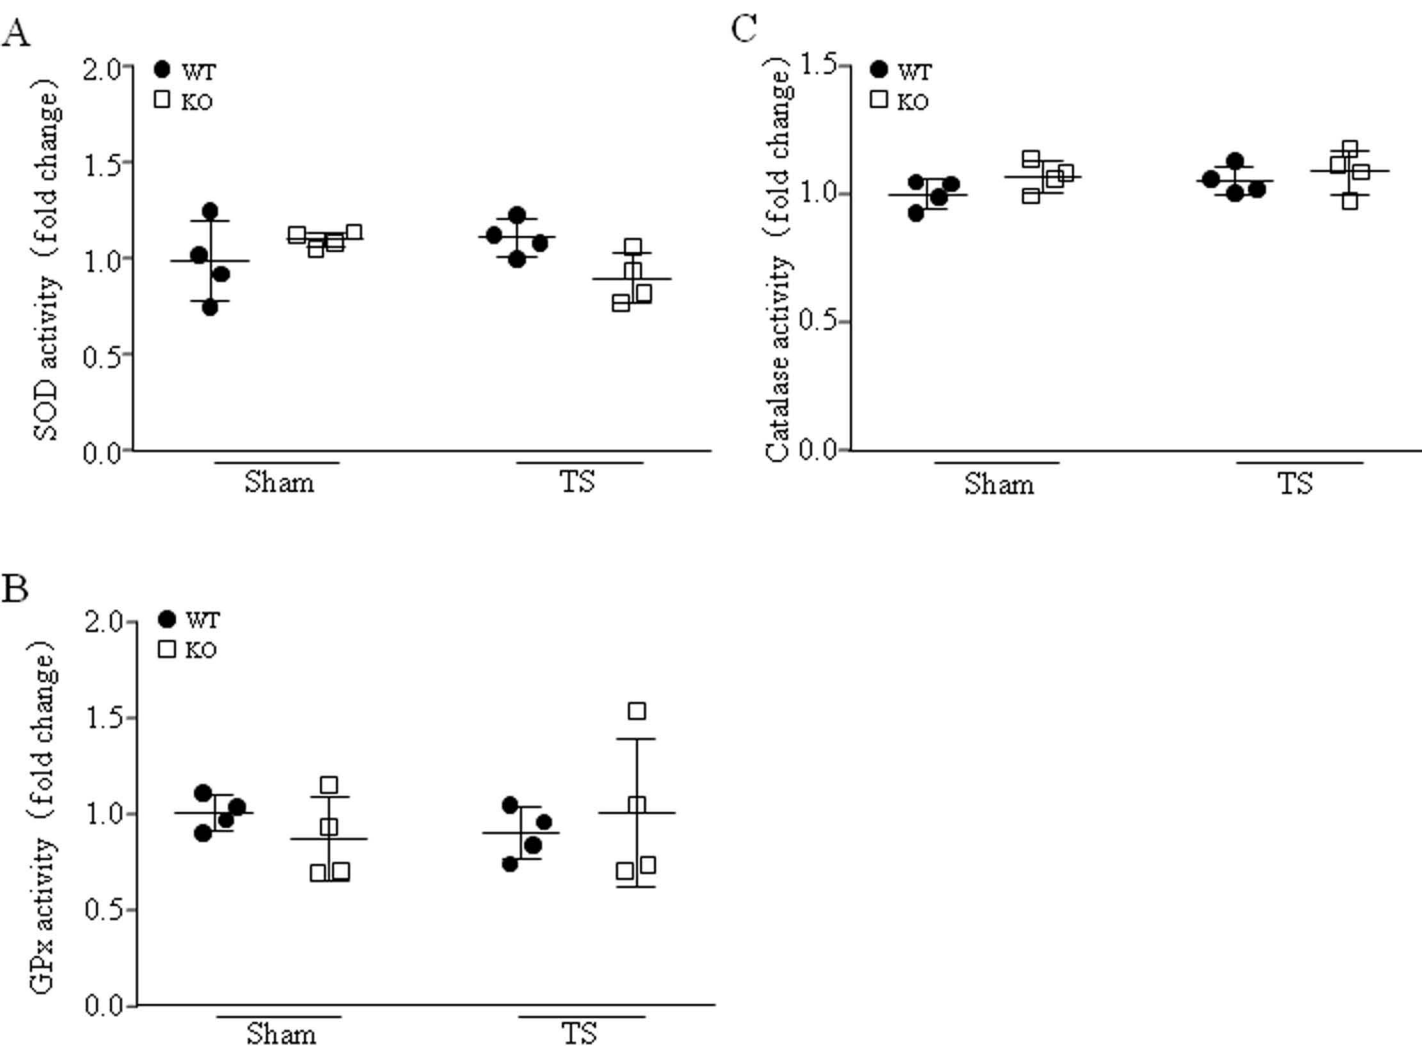 A
SOD activity (fold change)
2.0
1.5
1.0
0.5
0.0
WT
KO
Sham
TS
C
Catalase activity (fold change)
1.5
1.0
0.5
0.0
WT
KO
Sham
TS
B
GPx activity (fold change)
2.0
1.5
1.0
0.5
0.0
WT
KO
Sham
TS